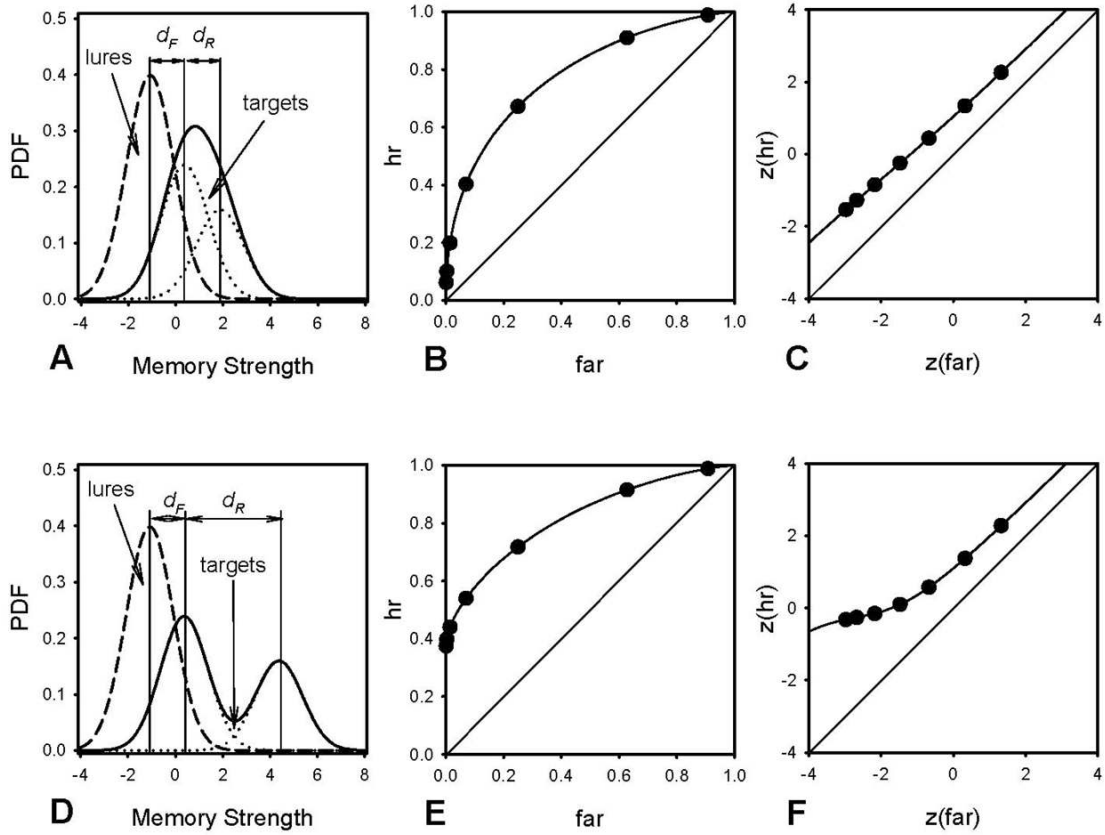 0.5
0.4
0.3
0.2
0.1
0.0
PDF
lures
d_F
d_R
targets
-4 -2 0 2 4 6 8
A Memory Strength
1.0
0.8
0.6
0.4
0.2
0.0
hr
0.0 0.2 0.4 0.6 0.8 1.0
B far
4
2
0
-2
-4
z(hr)
-4 -2 0 2 4
C z(far)
0.5
0.4
0.3
0.2
0.1
0.0
PDF
lures
d_F
d_R
targets
-4 -2 0 2 4 6 8
D Memory Strength
1.0
0.8
0.6
0.4
0.2
0.0
hr
0.0 0.2 0.4 0.6 0.8 1.0
E far
4
2
0
-2
-4
z(hr)
-4 -2 0 2 4
F z(far)